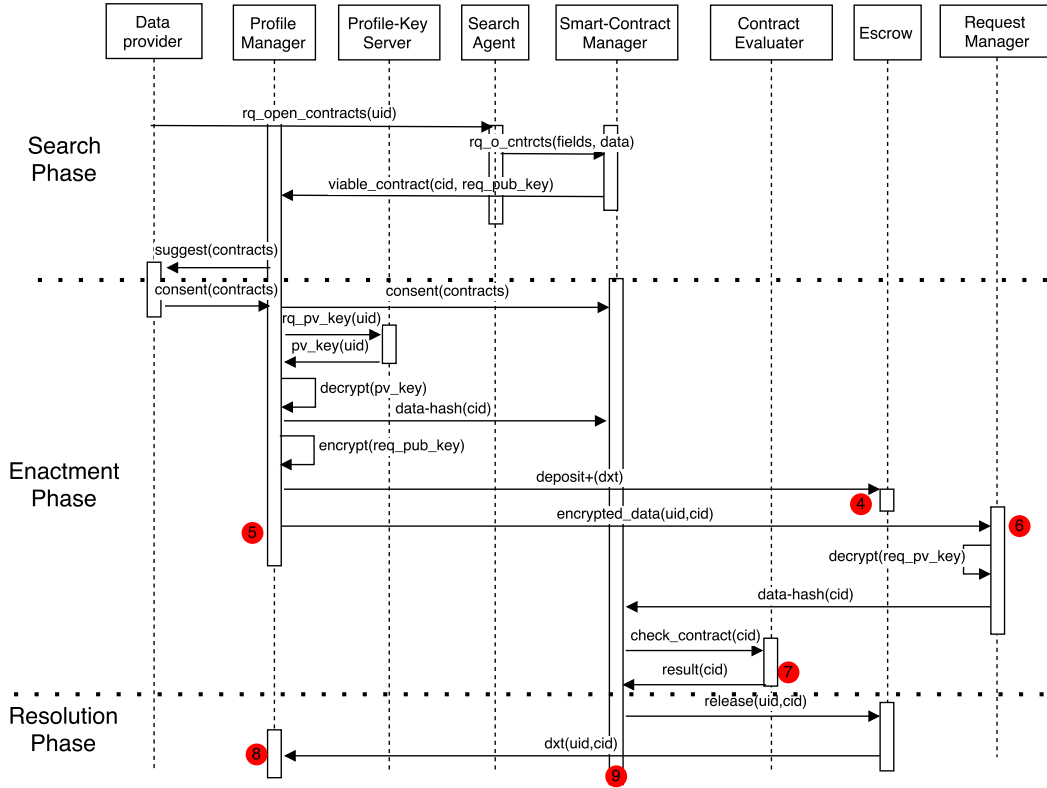 Data
provider
Profile
Manager
Profile-Key
Server
Search
Agent
Smart-Contract
Manager
Contract
Evaluater
Escrow
Request
Manager
Search
Phase
rq_open_contracts(uid)
rq_o_cntrcts(fields, data)
viable_contract(cid, req_pub_key)
suggest(contracts)
consent(contracts)
consent(contracts)
rq_pv_key(uid)
pv_key(uid)
decrypt(pv_key)
data-hash(cid)
encrypt(req_pub_key)
Enactment
Phase
deposit+(dxt)
4
encrypted_data(uid,cid)
5
6
decrypt(req_pv_key)
data-hash(cid)
check_contract(cid)
result(cid)
7
Resolution
Phase
release(uid,cid)
dxt(uid,cid)
8
9